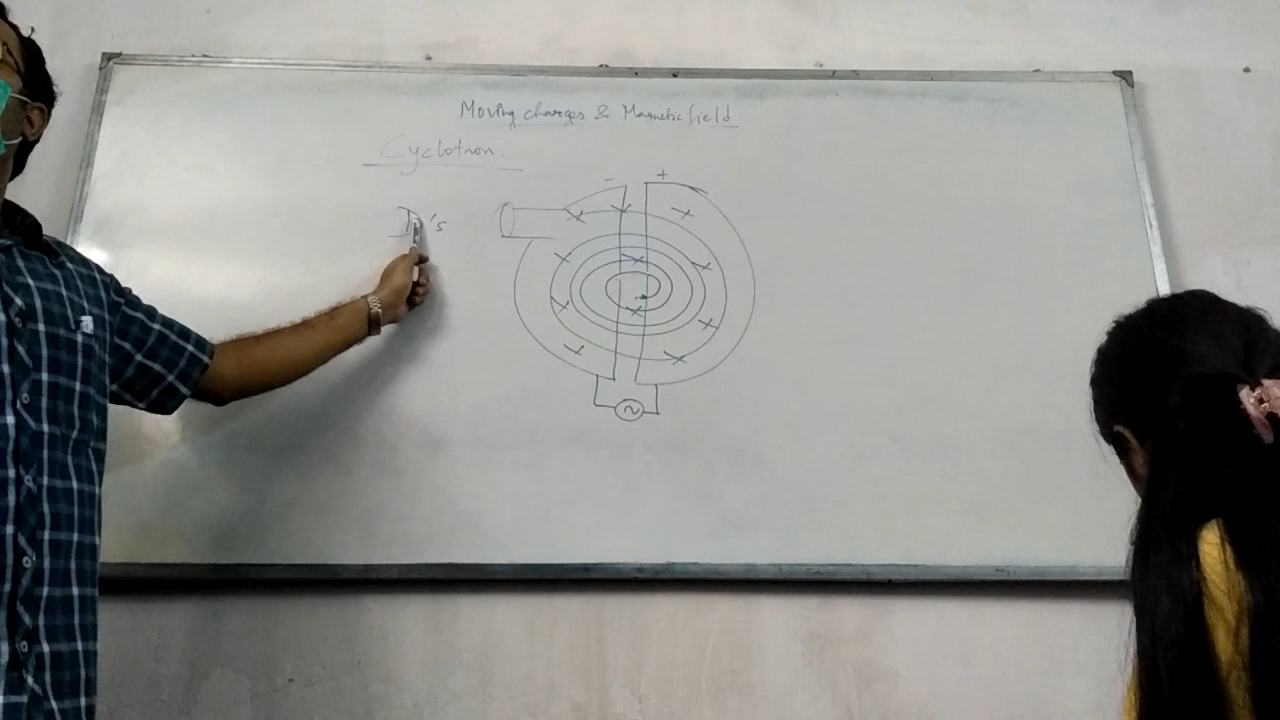 Moving charges & Magnetic field
Cyclotron.
D's
- +
~